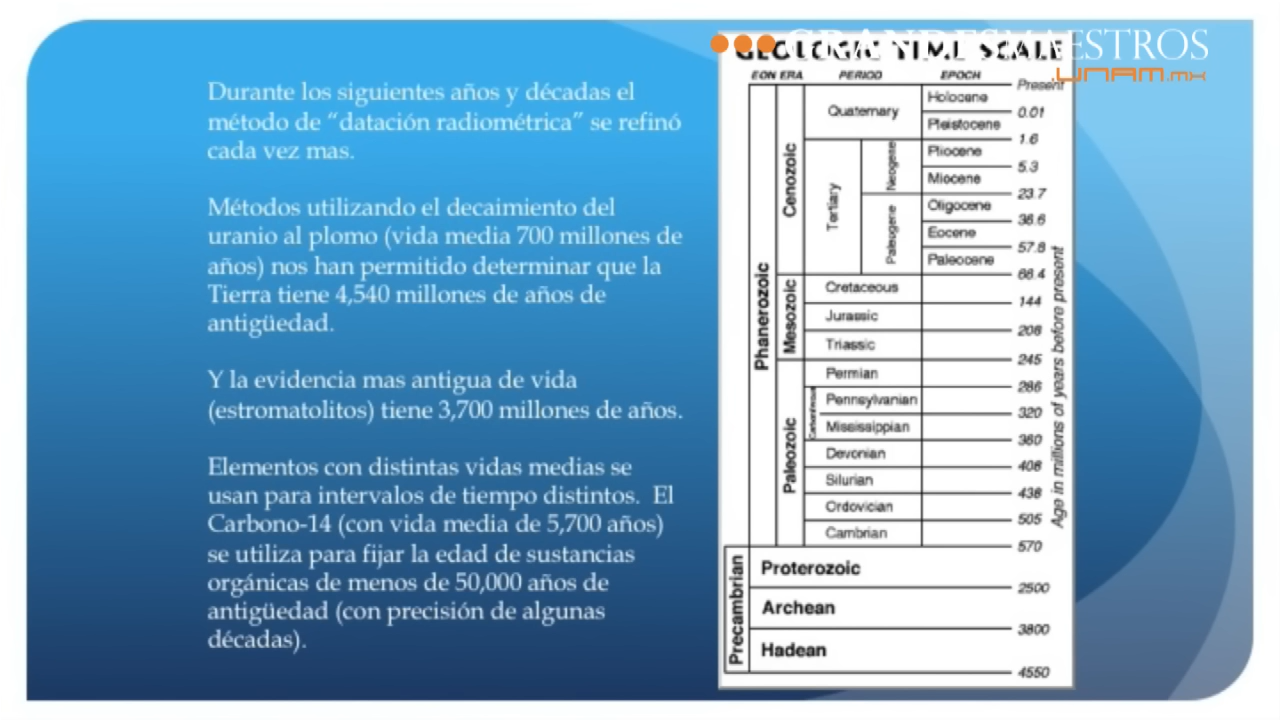 GRANDESMAESTROS
.UNAM.MX
Durante los siguientes años y décadas el
método de “datación radiométrica” se refinó
cada vez mas.
Métodos utilizando el decaimiento del
uranio al plomo (vida media 700 millones de
años) nos han permitido determinar que la
Tierra tiene 4,540 millones de años de
antigüedad.
Y la evidencia mas antigua de vida
(estromatolitos) tiene 3,700 millones de años.
Elementos con distintas vidas medias se
usan para intervalos de tiempo distintos.  El
Carbono-14 (con vida media de 5,700 años)
se utiliza para fijar la edad de sustancias
orgánicas de menos de 50,000 años de
antigüedad (con precisión de algunas
décadas).
GEOLOGIC TIME SCALE
EON ERA PERIOD EPOCH
Present
Holocene
Quaternary
0.01
Pleistocene
1.6
Pliocene
5.3
Neogene
Miocene
Cenozoic
23.7
Tertiary
Oligocene
36.6
Paleogene
Eocene
57.8
Paleocene
66.4
Phanerozoic
Mesozoic
Cretaceous
144
Jurassic
208
Triassic
245
Paleozoic
Permian
286
Carboniferous
Pennsylvanian
320
Mississippian
360
Devonian
408
Silurian
438
Ordovician
505
Cambrian
570
Age in millions of years before present
Precambrian
Proterozoic
2500
Archean
3800
Hadean
4550